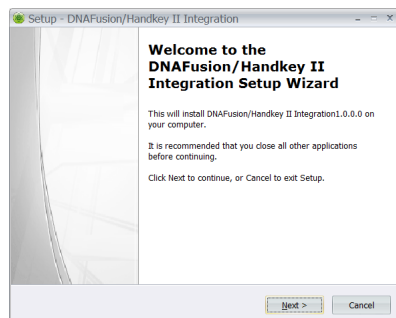 Setup - DNAFusion/Handkey II Integration
Welcome to the
DNAFusion/Handkey II
Integration Setup Wizard
This will install DNAFusion/Handkey II Integration1.0.0.0 on
your computer.
It is recommended that you close all other applications
before continuing.
Click Next to continue, or Cancel to exit Setup.
Next > Cancel